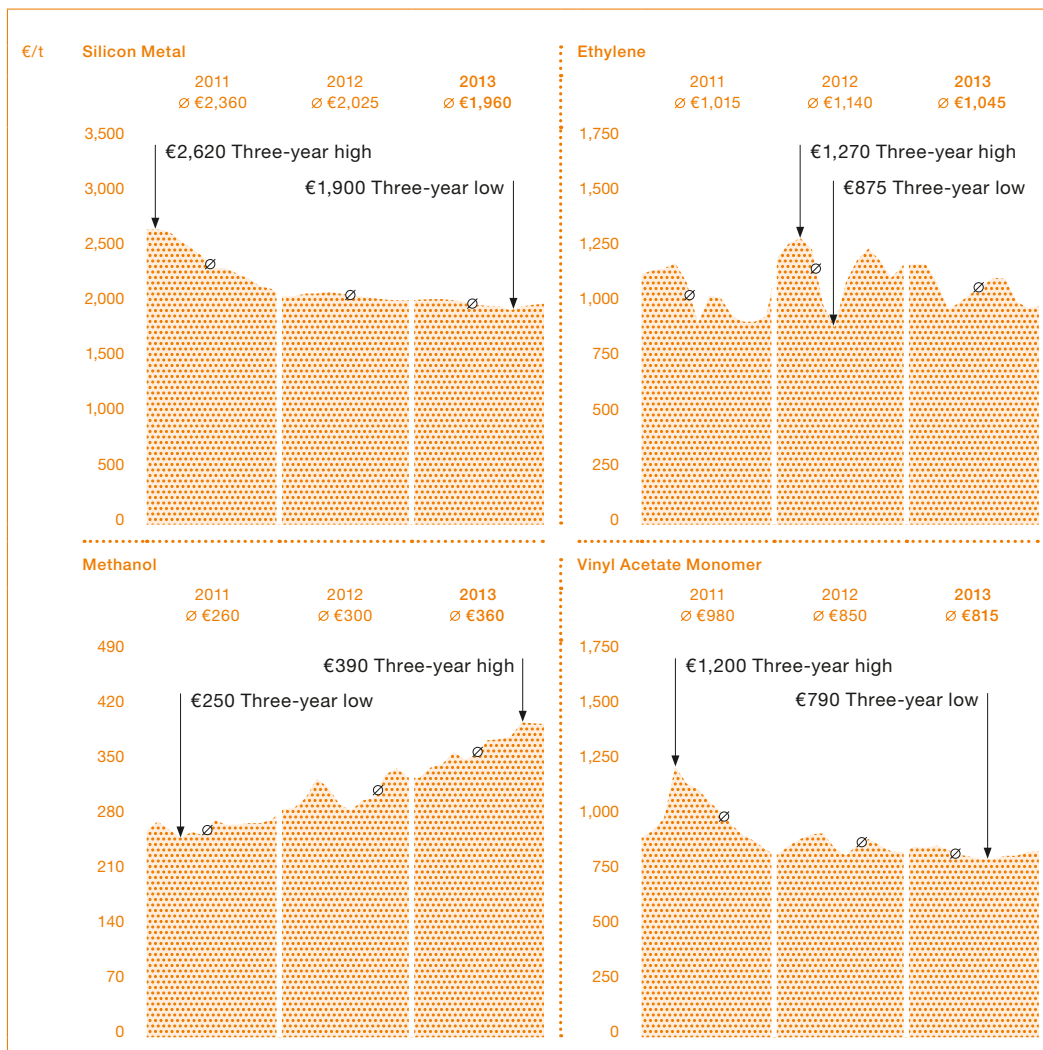 €/t
Silicon Metal
2011 2012 2013
⌀ €2,360 ⌀ €2,025 ⌀ €1,960
3,500
€2,620 Three-year high
€1,900 Three-year low
3,000
2,500
2,000
1,500
1,000
500
0
Ethylene
2011 2012 2013
⌀ €1,015 ⌀ €1,140 ⌀ €1,045
1,750
€1,270 Three-year high
€875 Three-year low
1,500
1,250
1,000
750
500
250
0
Methanol
2011 2012 2013
⌀ €260 ⌀ €300 ⌀ €360
490
€390 Three-year high
€250 Three-year low
420
350
280
210
140
70
0
Vinyl Acetate Monomer
2011 2012 2013
⌀ €980 ⌀ €850 ⌀ €815
1,750
€1,200 Three-year high
€790 Three-year low
1,500
1,250
1,000
750
500
250
0